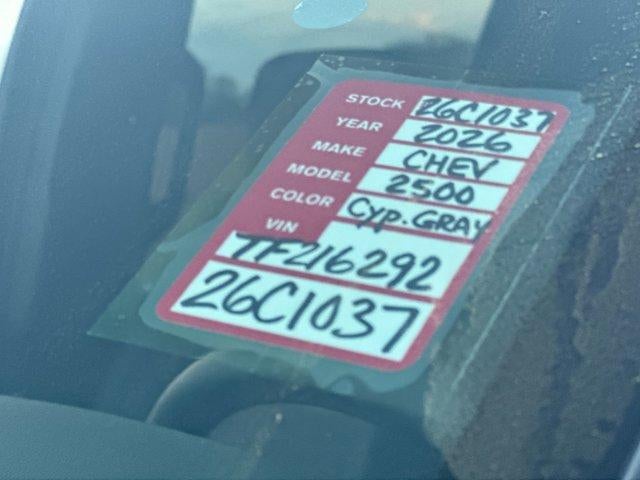 STOCK 26C1037
YEAR 2026
MAKE CHEV
MODEL 2500
COLOR Cyp. GRAY
VIN
TF216292
26C1037